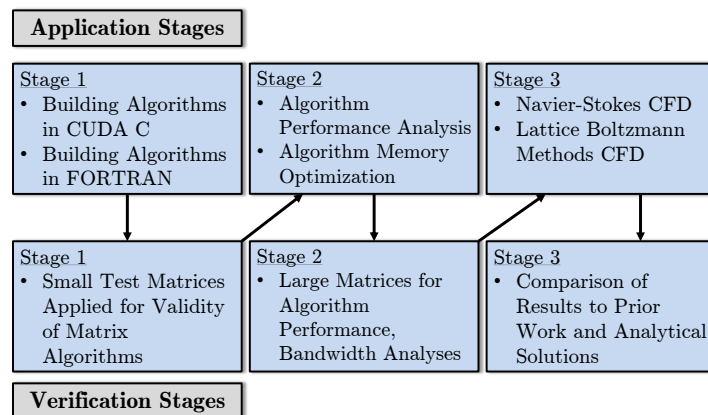 Application Stages
Stage 1
• Building Algorithms
in CUDA C
• Building Algorithms
in FORTRAN
Stage 2
• Algorithm
Performance Analysis
• Algorithm Memory
Optimization
Stage 3
• Navier-Stokes CFD
• Lattice Boltzmann
Methods CFD
Stage 1
• Small Test Matrices
Applied for Validity
of Matrix
Algorithms
Stage 2
• Large Matrices for
Algorithm
Performance,
Bandwidth Analyses
Stage 3
• Comparison of
Results to Prior
Work and Analytical
Solutions
Verification Stages